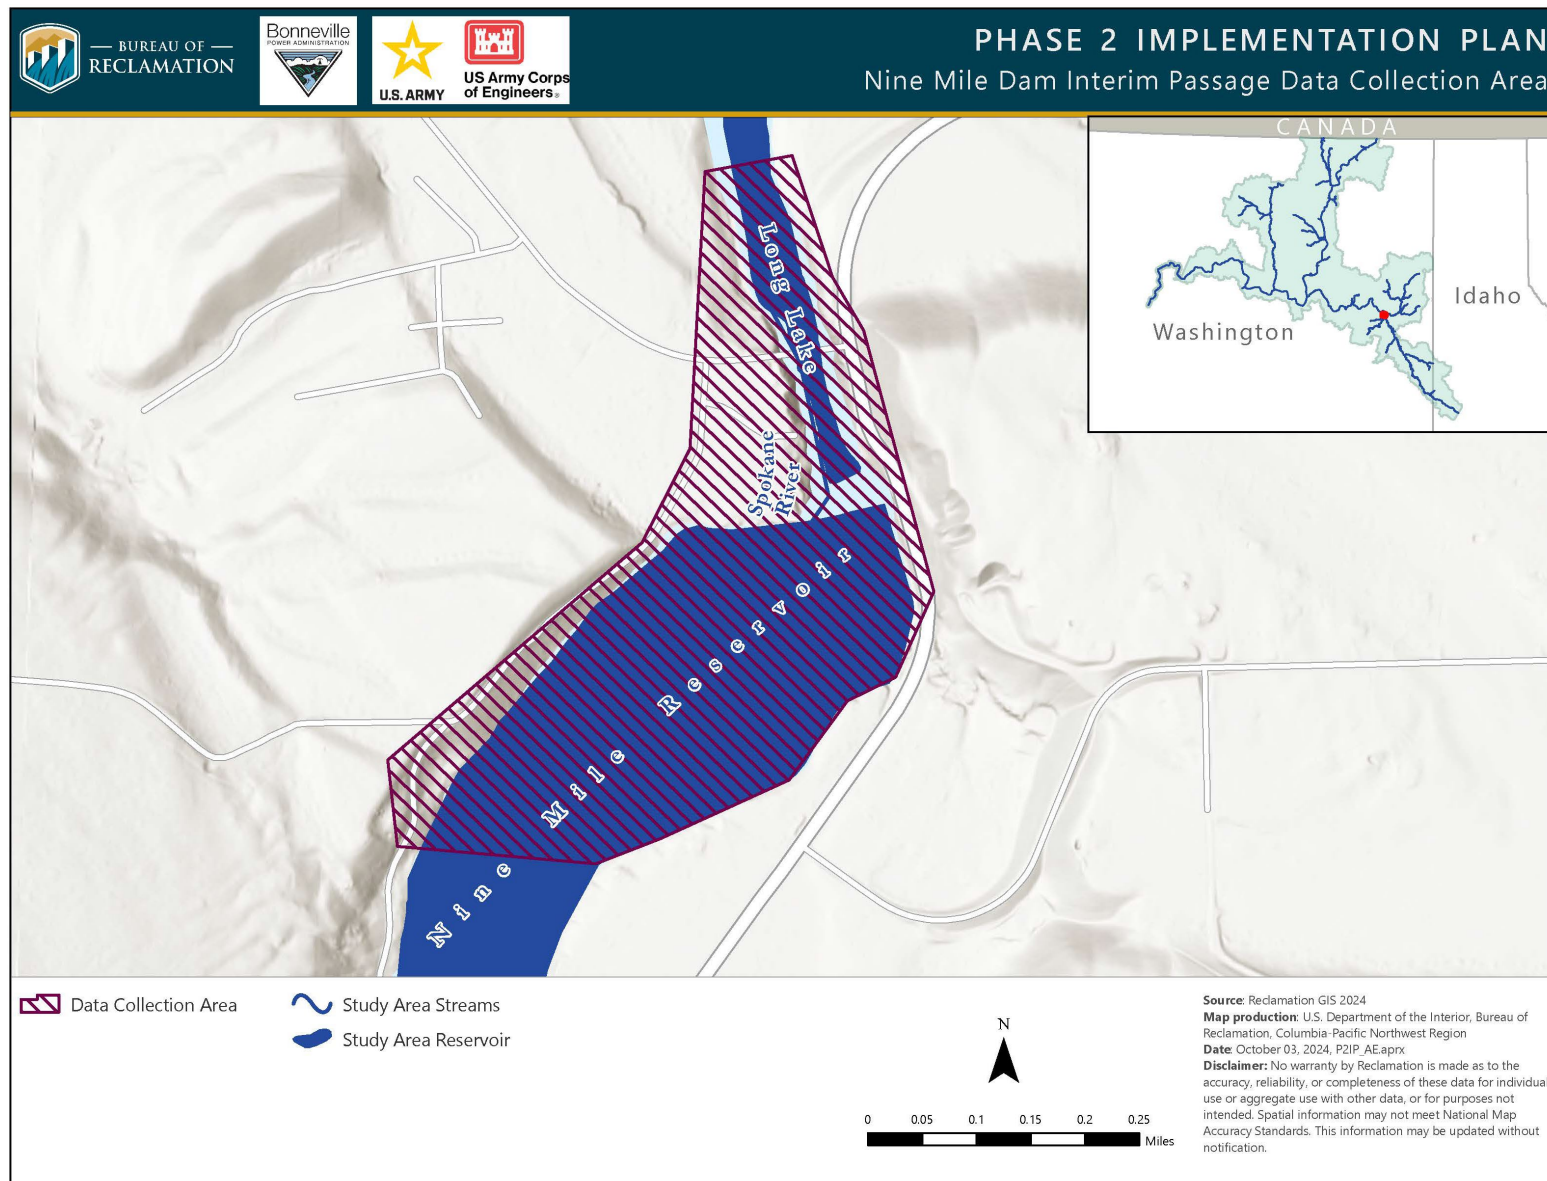 BUREAU OF
RECLAMATION
Bonneville
POWER ADMINISTRATION
U.S. ARMY
US Army Corps
of Engineers®
PHASE 2 IMPLEMENTATION PLAN
Nine Mile Dam Interim Passage Data Collection Area
CANADA
Washington
Idaho
Long Lake
Spokane
River
Nine Mile Reservoir
Data Collection Area
Study Area Streams
Study Area Reservoir
N
0 0.05 0.1 0.15 0.2 0.25
Miles
Source: Reclamation GIS 2024
Map production: U.S. Department of the Interior, Bureau of
Reclamation, Columbia-Pacific Northwest Region
Date: October 03, 2024, P2IP_AE.aprx
Disclaimer: No warranty by Reclamation is made as to the
accuracy, reliability, or completeness of these data for individual
use or aggregate use with other data, or for purposes not
intended. Spatial information may not meet National Map
Accuracy Standards. This information may be updated without
notification.